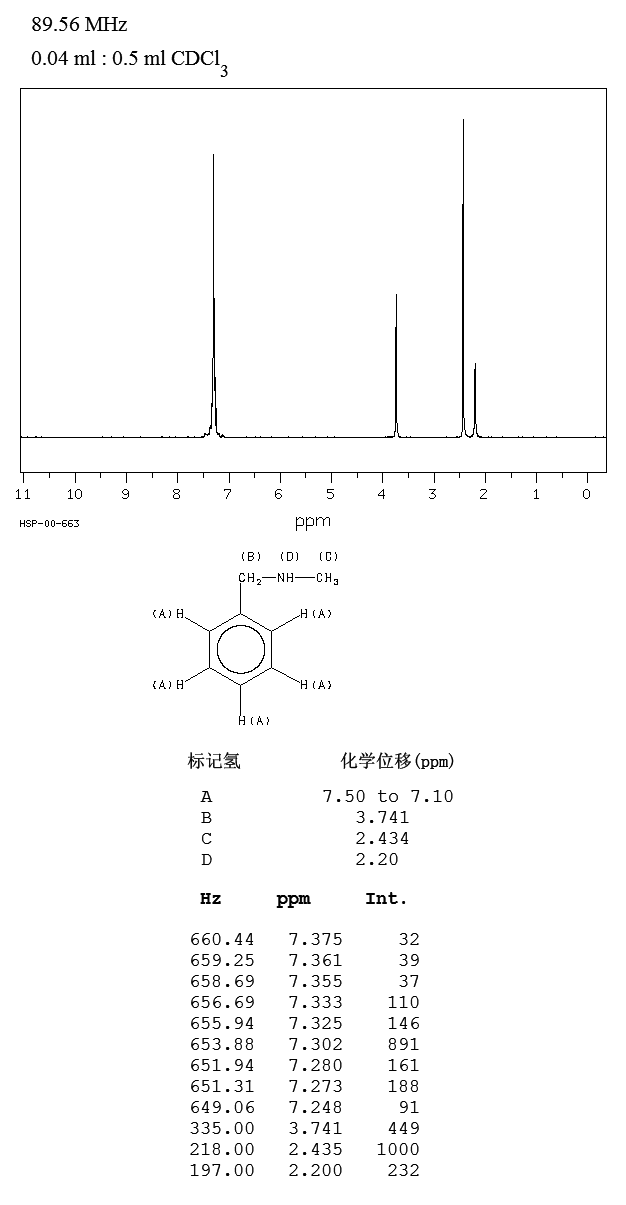 89.56 MHz
0.04 ml : 0.5 ml CDCl3
11 10 9 8 7 6 5 4 3 2 1 0
HSP-00-663
ppm
(B) (D) (C)
CH2—NH—CH3
(A)H H(A)
(A)H H(A)
H(A)
标记氢 化学位移(ppm)
A 7.50 to 7.10
B 3.741
C 2.434
D 2.20
Hz ppm Int.
660.44 7.375 32
659.25 7.361 39
658.69 7.355 37
656.69 7.333 110
655.94 7.325 146
653.88 7.302 891
651.94 7.280 161
651.31 7.273 188
649.06 7.248 91
335.00 3.741 449
218.00 2.435 1000
197.00 2.200 232